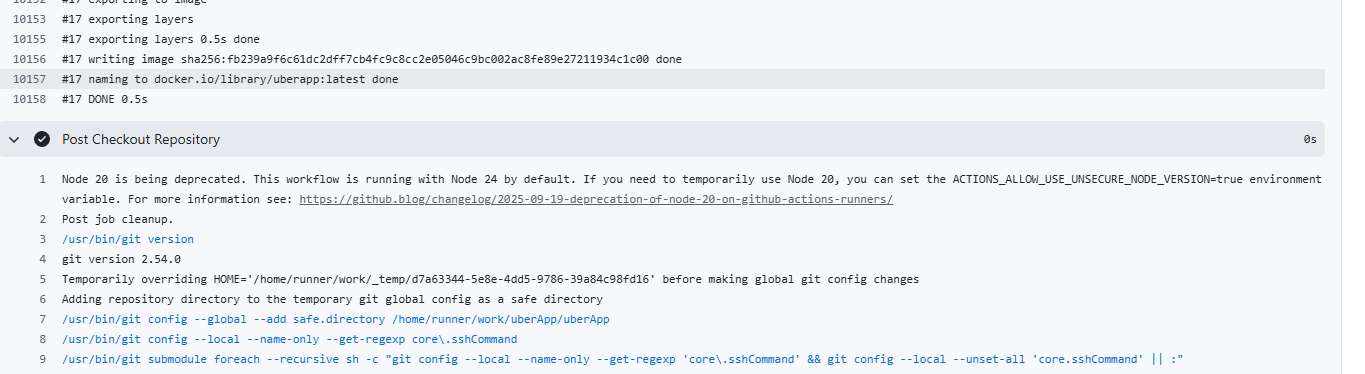 10152 #17 exporting to image
10153 #17 exporting layers
10155 #17 exporting layers 0.5s done
10156 #17 writing image sha256:fb239a9f6c61dc2dff7cb4fc9c8cc2e05046c9bc002ac8fe89e27211934c1c00 done
10157 #17 naming to docker.io/library/uberapp:latest done
10158 #17 DONE 0.5s
Post Checkout Repository 0s
1 Node 20 is being deprecated. This workflow is running with Node 24 by default. If you need to temporarily use Node 20, you can set the ACTIONS_ALLOW_USE_UNSECURE_NODE_VERSION=true environment
variable. For more information see: https://github.blog/changelog/2025-09-19-deprecation-of-node-20-on-github-actions-runners/
2 Post job cleanup.
3 /usr/bin/git version
4 git version 2.54.0
5 Temporarily overriding HOME='/home/runner/work/_temp/d7a63344-5e8e-4dd5-9786-39a84c98fd16' before making global git config changes
6 Adding repository directory to the temporary git global config as a safe directory
7 /usr/bin/git config --global --add safe.directory /home/runner/work/uberApp/uberApp
8 /usr/bin/git config --local --name-only --get-regexp core\.sshCommand
9 /usr/bin/git submodule foreach --recursive sh -c "git config --local --name-only --get-regexp 'core\.sshCommand' && git config --local --unset-all 'core.sshCommand' || :"